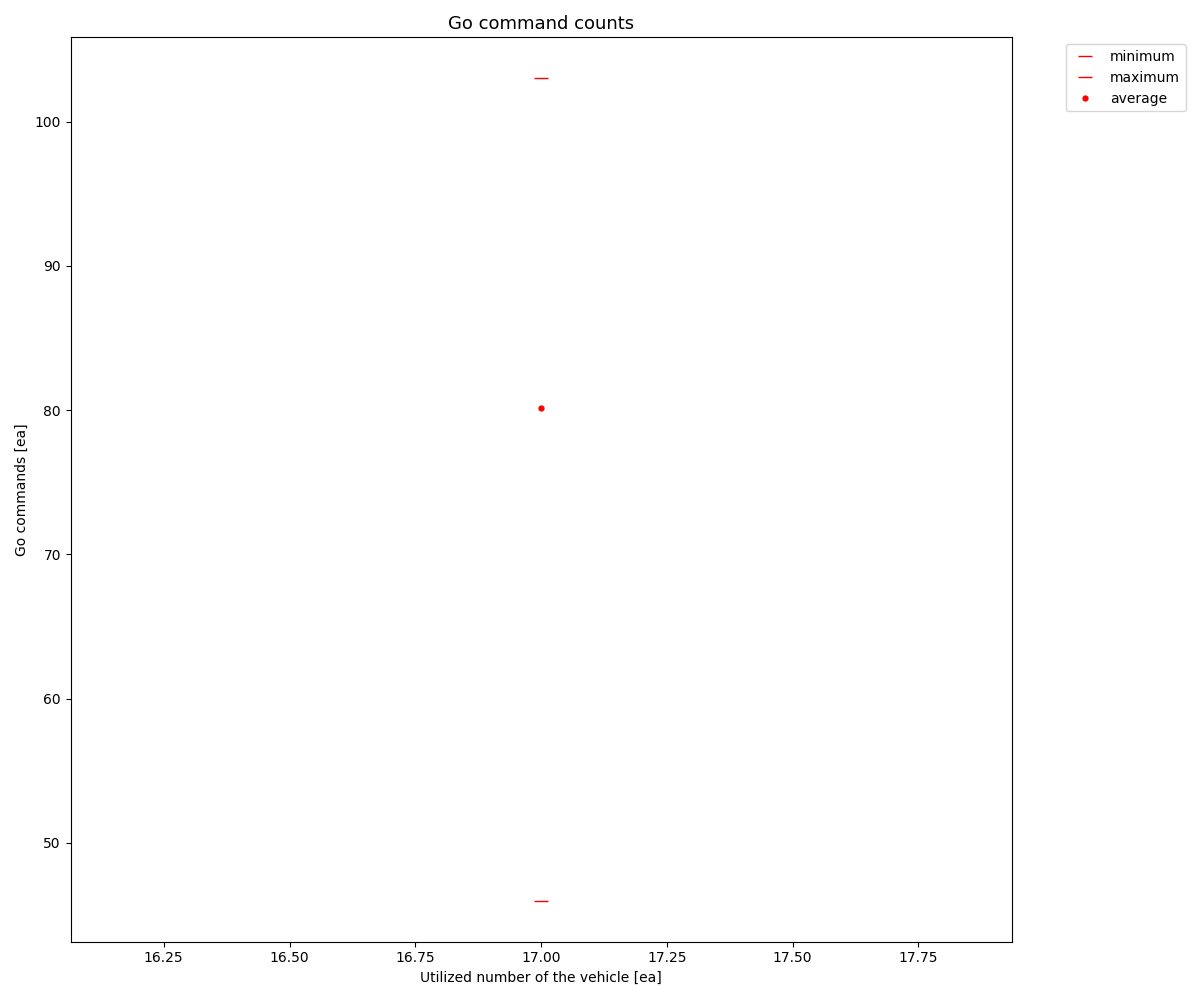 Go command counts
minimum
maximum
average
100
90
80
70
60
50
Go commands [ea]
16.25 16.50 16.75 17.00 17.25 17.50 17.75
Utilized number of the vehicle [ea]